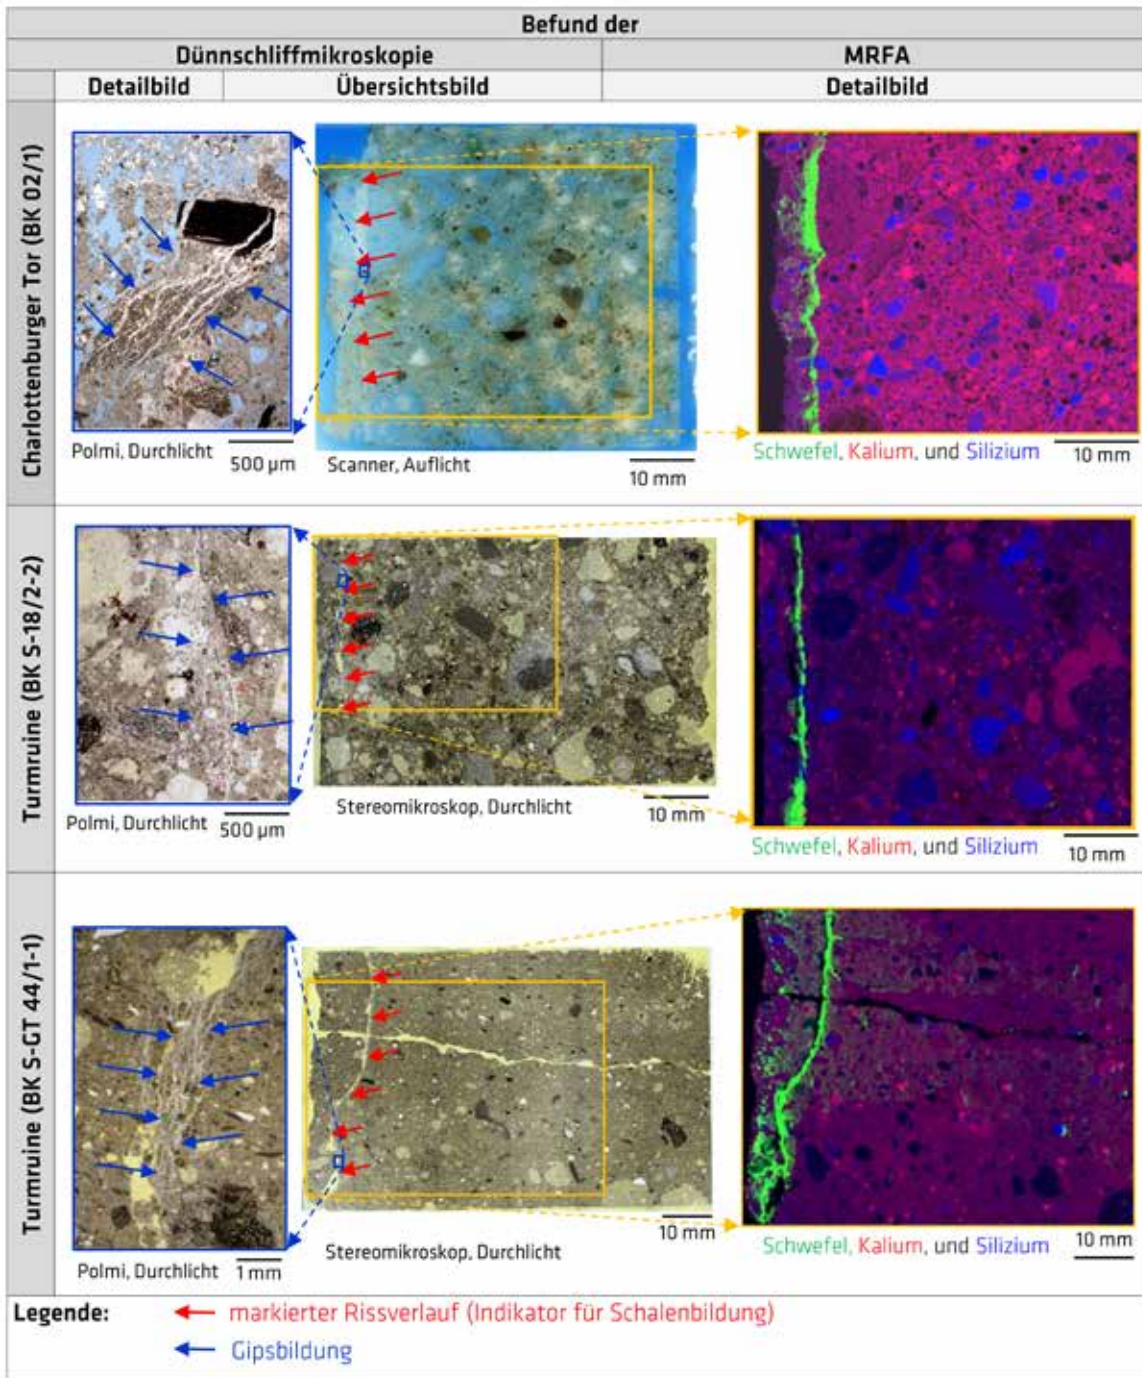 Befund der
Dünnschliffmikroskopie
MRFA
Detailbild
Übersichtsbild
Detailbild
Charlottenburger Tor (BK 02/1)
Polmi, Durchlicht
500 µm
Scanner, Auflicht
10 mm
Schwefel, Kalium, und Silizium
10 mm
Turmruine (BK S-18/2-2)
Polmi, Durchlicht
500 µm
Stereomikroskop, Durchlicht
10 mm
Schwefel, Kalium, und Silizium
10 mm
Turmruine (BK S-GT 44/1-1)
Polmi, Durchlicht
1 mm
Stereomikroskop, Durchlicht
10 mm
Schwefel, Kalium, und Silizium
10 mm
Legende:
markierter Rissverlauf (Indikator für Schalenbildung)
Gipsbildung